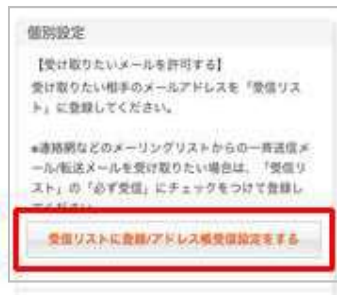 個別設定
【受け取りたいメールを許可する】
受け取りたい相手のメールアドレスを「受信リス
ト」に登録してください。
※連絡網などのメーリングリストからの一斉送信メ
ール/転送メールを受け取りたい場合は、「受信リ
スト」の「必ず受信」にチェックをつけて登録し
てください。
受信リストに登録/アドレス帳受信設定をする